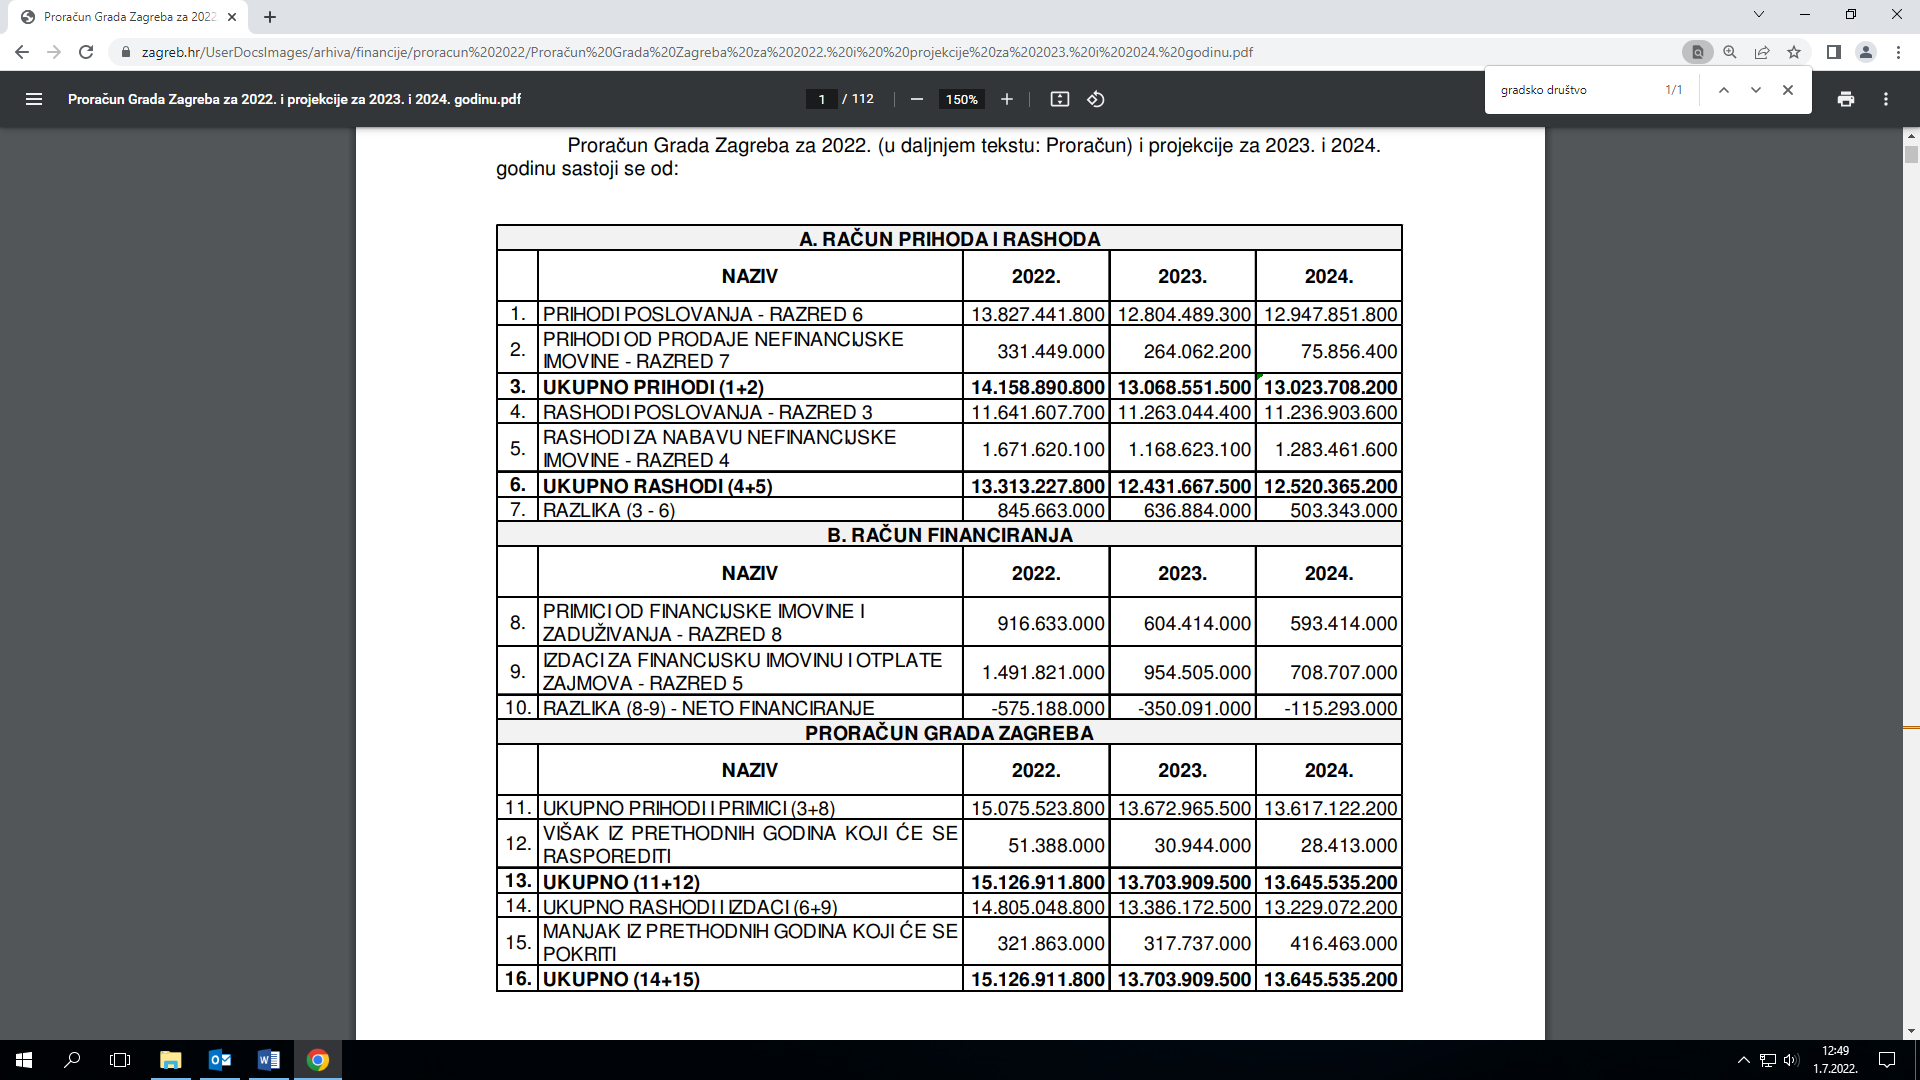 Proračun Grada Zagreba za 2022
zagreb.hr/UserDocsImages/arhiva/financije/proracun%202022/Proračun%20Grada%20Zagreba%20za%202022.%20i%20%20projekcije%20za%202023.%20i%202024.%20godinu.pdf
Proračun Grada Zagreba za 2022. i projekcije za 2023. i 2024. godinu.pdf
1 / 112
150%
gradsko društvo 1/1
Proračun Grada Zagreba za 2022. (u daljnjem tekstu: Proračun) i projekcije za 2023. i 2024.
godinu sastoji se od:
A. RAČUN PRIHODA I RASHODA
NAZIV 2022. 2023. 2024.
1. PRIHODI POSLOVANJA - RAZRED 6 13.827.441.800 12.804.489.300 12.947.851.800
2. PRIHODI OD PRODAJE NEFINANCIJSKE
IMOVINE - RAZRED 7 331.449.000 264.062.200 75.856.400
3. UKUPNO PRIHODI (1+2) 14.158.890.800 13.068.551.500 13.023.708.200
4. RASHODI POSLOVANJA - RAZRED 3 11.641.607.700 11.263.044.400 11.236.903.600
5. RASHODI ZA NABAVU NEFINANCIJSKE
IMOVINE - RAZRED 4 1.671.620.100 1.168.623.100 1.283.461.600
6. UKUPNO RASHODI (4+5) 13.313.227.800 12.431.667.500 12.520.365.200
7. RAZLIKA (3 - 6) 845.663.000 636.884.000 503.343.000
B. RAČUN FINANCIRANJA
NAZIV 2022. 2023. 2024.
8. PRIMICI OD FINANCIJSKE IMOVINE I
ZADUŽIVANJA - RAZRED 8 916.633.000 604.414.000 593.414.000
9. IZDACI ZA FINANCIJSKU IMOVINU I OTPLATE
ZAJMOVA - RAZRED 5 1.491.821.000 954.505.000 708.707.000
10. RAZLIKA (8-9) - NETO FINANCIRANJE -575.188.000 -350.091.000 -115.293.000
PRORAČUN GRADA ZAGREBA
NAZIV 2022. 2023. 2024.
11. UKUPNO PRIHODI I PRIMICI (3+8) 15.075.523.800 13.672.965.500 13.617.122.200
12. VIŠAK IZ PRETHODNIH GODINA KOJI ĆE SE
RASPOREDITI 51.388.000 30.944.000 28.413.000
13. UKUPNO (11+12) 15.126.911.800 13.703.909.500 13.645.535.200
14. UKUPNO RASHODI I IZDACI (6+9) 14.805.048.800 13.386.172.500 13.229.072.200
15. MANJAK IZ PRETHODNIH GODINA KOJI ĆE SE
POKRITI 321.863.000 317.737.000 416.463.000
16. UKUPNO (14+15) 15.126.911.800 13.703.909.500 13.645.535.200
12:49
1.7.2022.